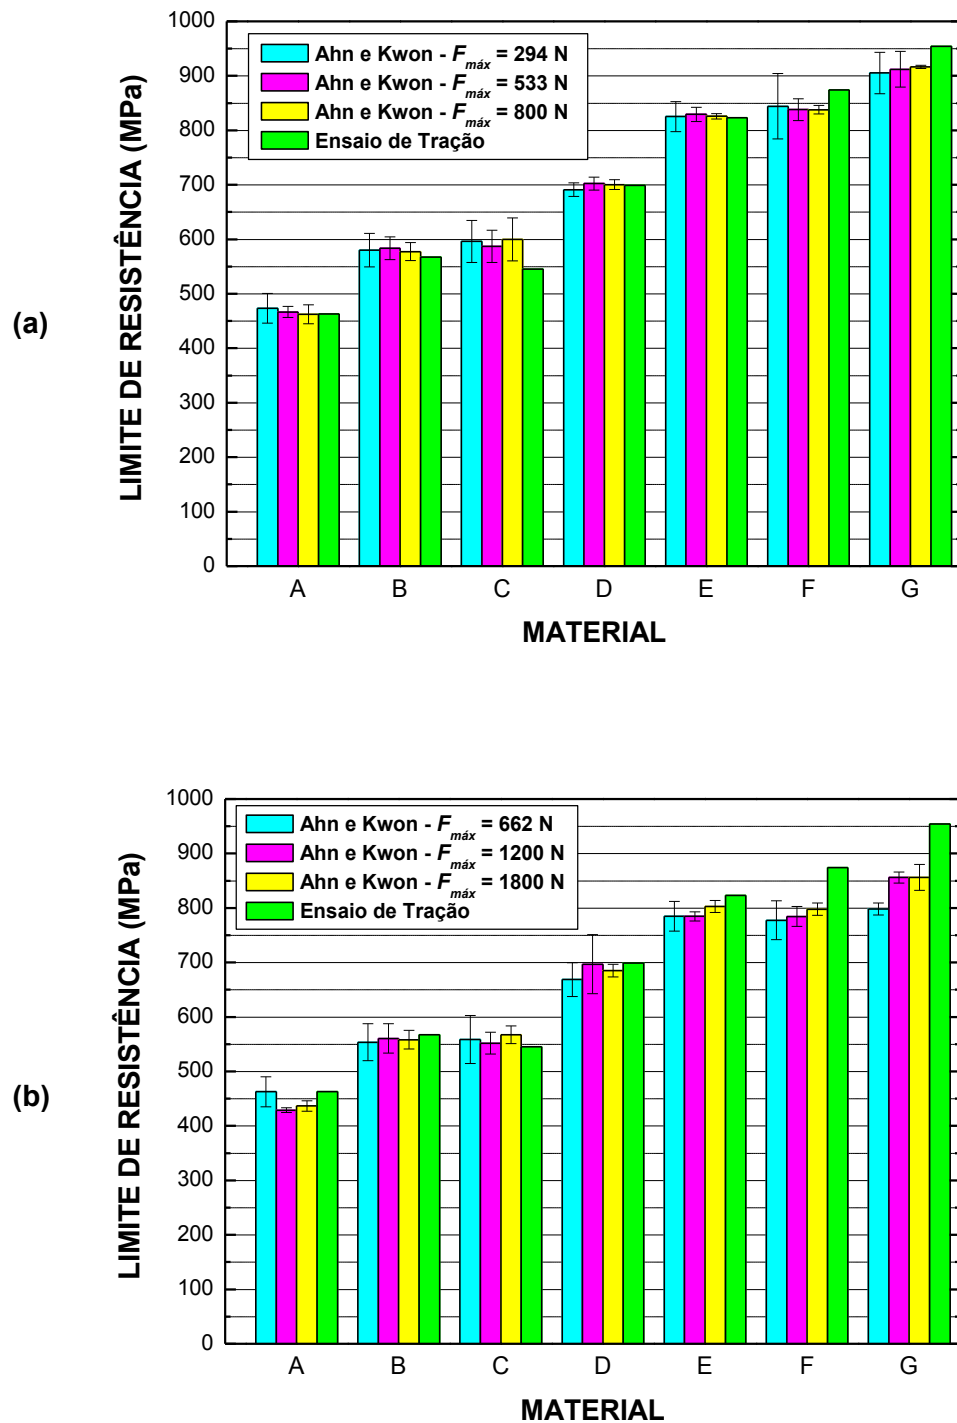 (a)
LIMITE DE RESISTÊNCIA (MPa)
1000
900
800
700
600
500
400
300
200
100
0
Ahn e Kwon - Fmáx = 294 N
Ahn e Kwon - Fmáx = 533 N
Ahn e Kwon - Fmáx = 800 N
Ensaio de Tração
A B C D E F G
MATERIAL
(b)
LIMITE DE RESISTÊNCIA (MPa)
1000
900
800
700
600
500
400
300
200
100
0
Ahn e Kwon - Fmáx = 662 N
Ahn e Kwon - Fmáx = 1200 N
Ahn e Kwon - Fmáx = 1800 N
Ensaio de Tração
A B C D E F G
MATERIAL